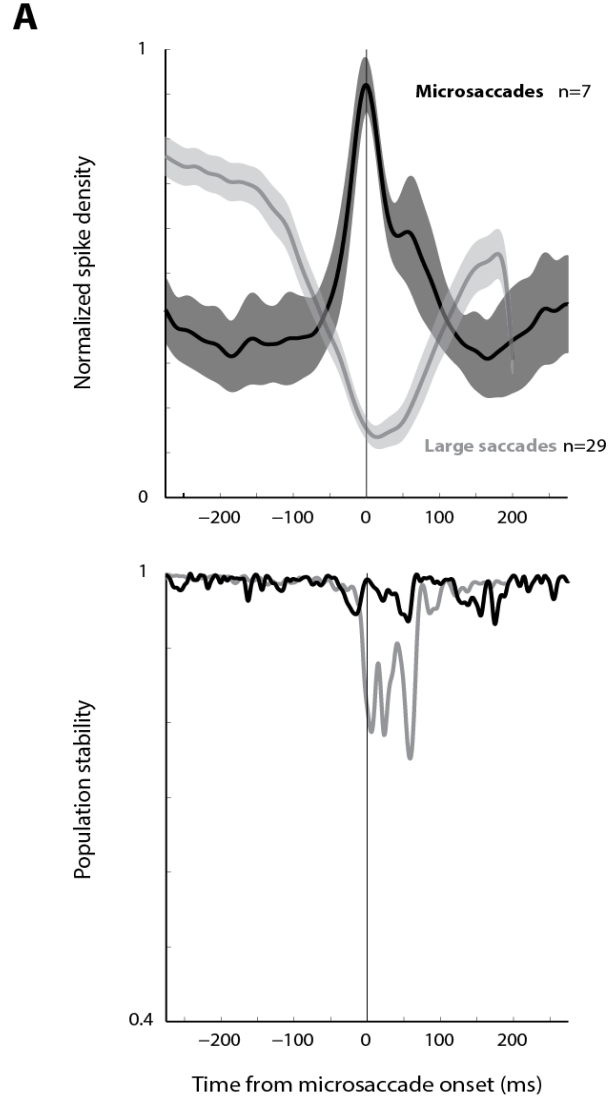 A
1
Microsaccades n=7
Normalized spike density
Large saccades n=29
0
−200 −100 0 100 200
1
Population stability
0.4
−200 −100 0 100 200
Time from microsaccade onset (ms)